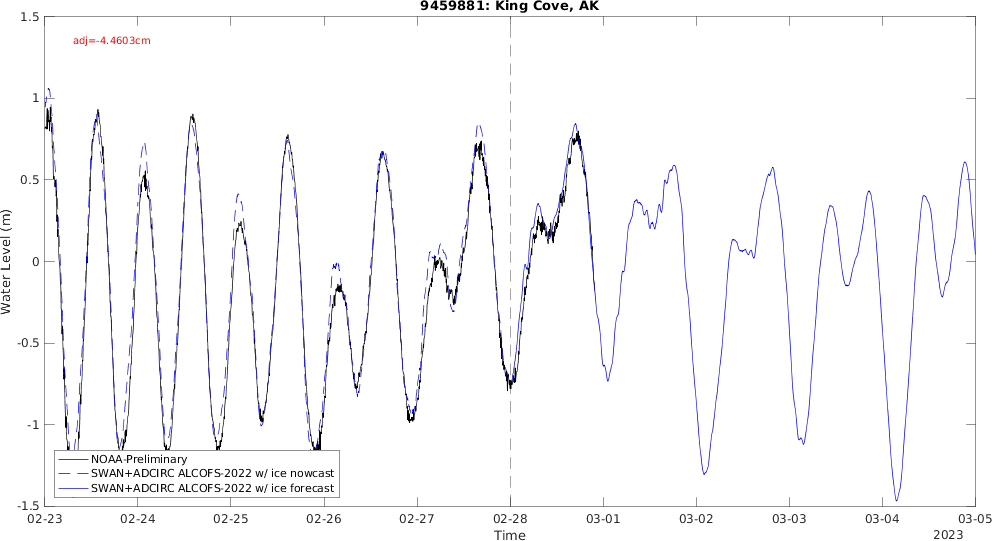 9459881: King Cove, AK
adj=-4.4603cm
1.5
1
0.5
0
-0.5
-1
-1.5
Water Level (m)
NOAA-Preliminary
SWAN+ADCIRC ALCOFS-2022 w/ ice nowcast
SWAN+ADCIRC ALCOFS-2022 w/ ice forecast
02-23 02-24 02-25 02-26 02-27 02-28 03-01 03-02 03-03 03-04 03-05
Time
2023